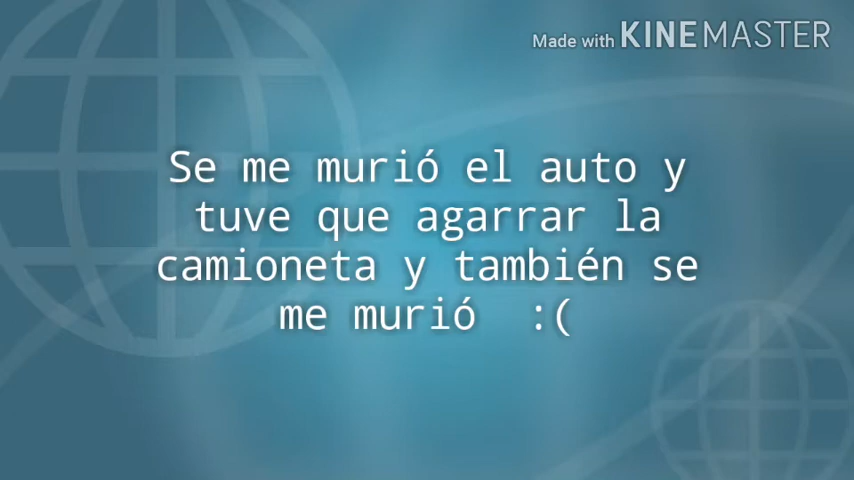 Made with KINEMASTER
Se me murió el auto y
tuve que agarrar la
camioneta y también se
me murió :(